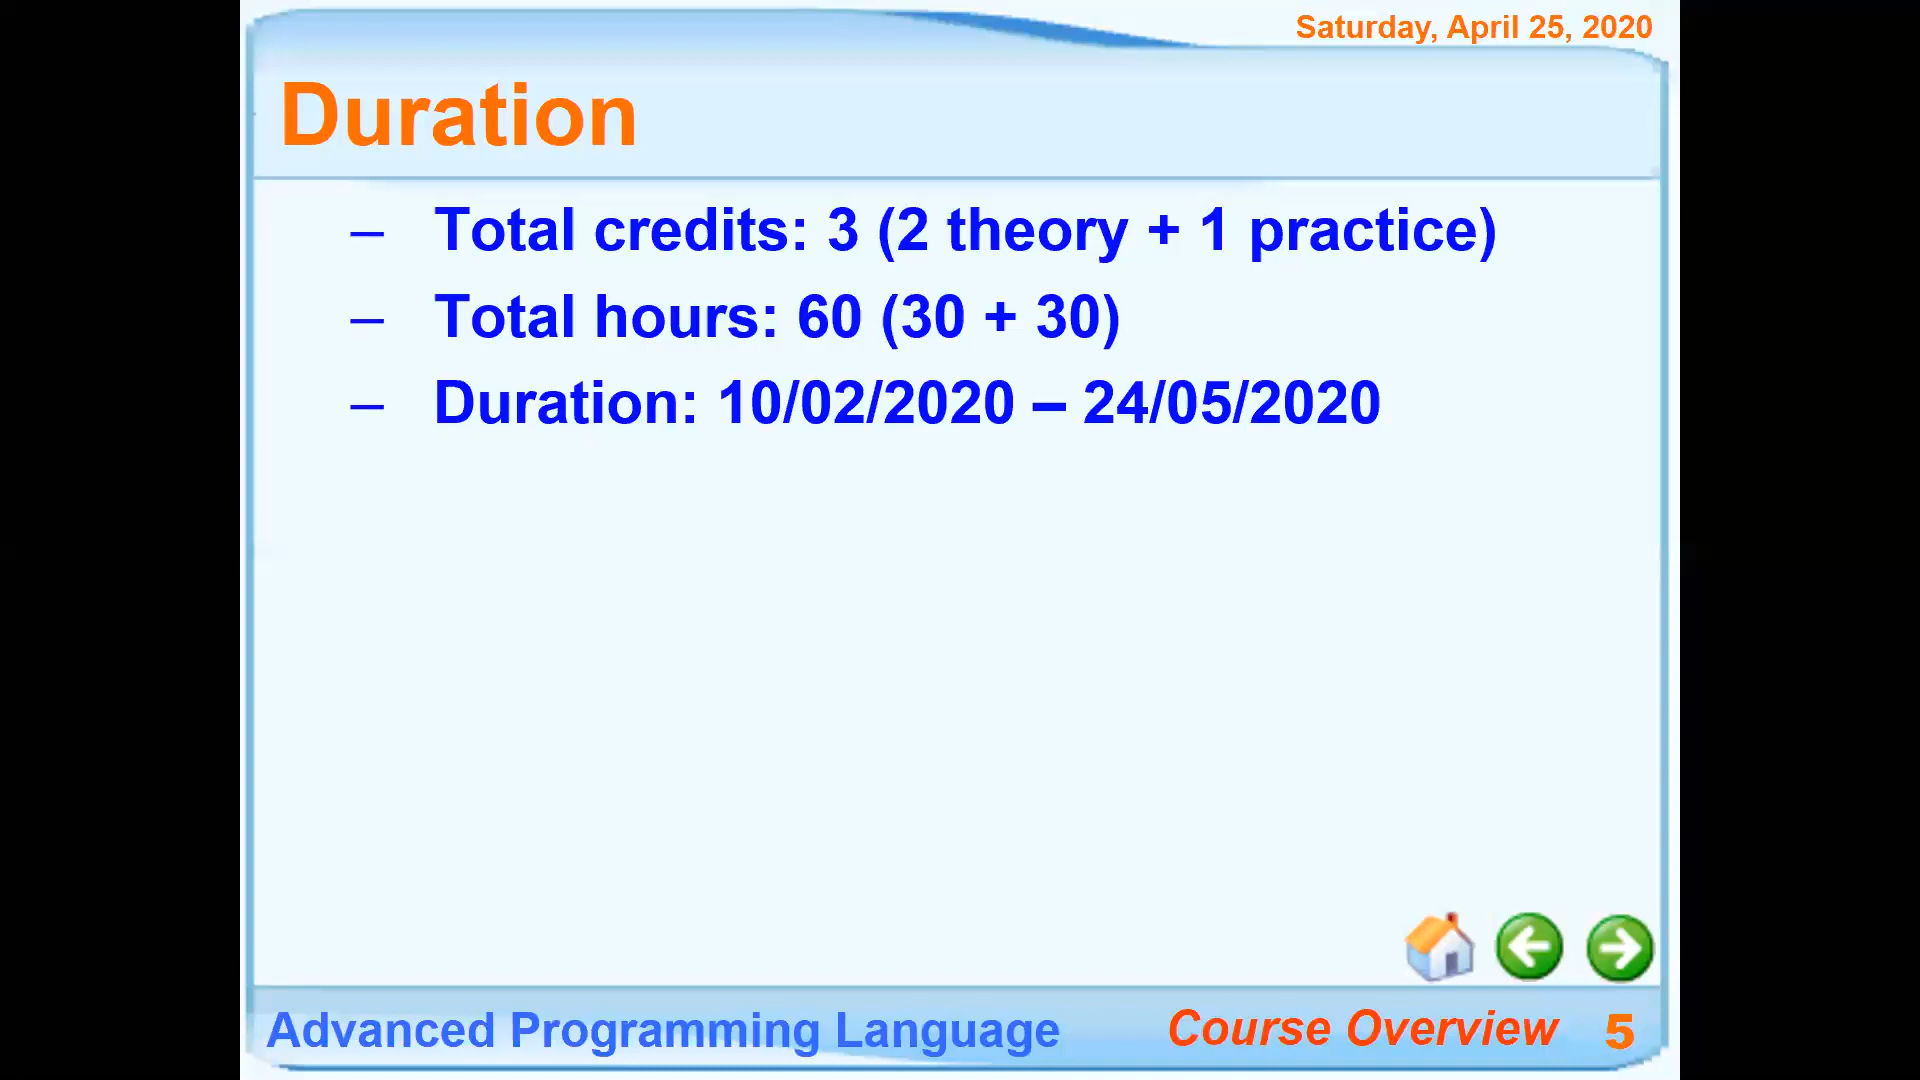 Saturday, April 25, 2020
Duration
– Total credits: 3 (2 theory + 1 practice)
– Total hours: 60 (30 + 30)
– Duration: 10/02/2020 – 24/05/2020
Advanced Programming Language Course Overview 5